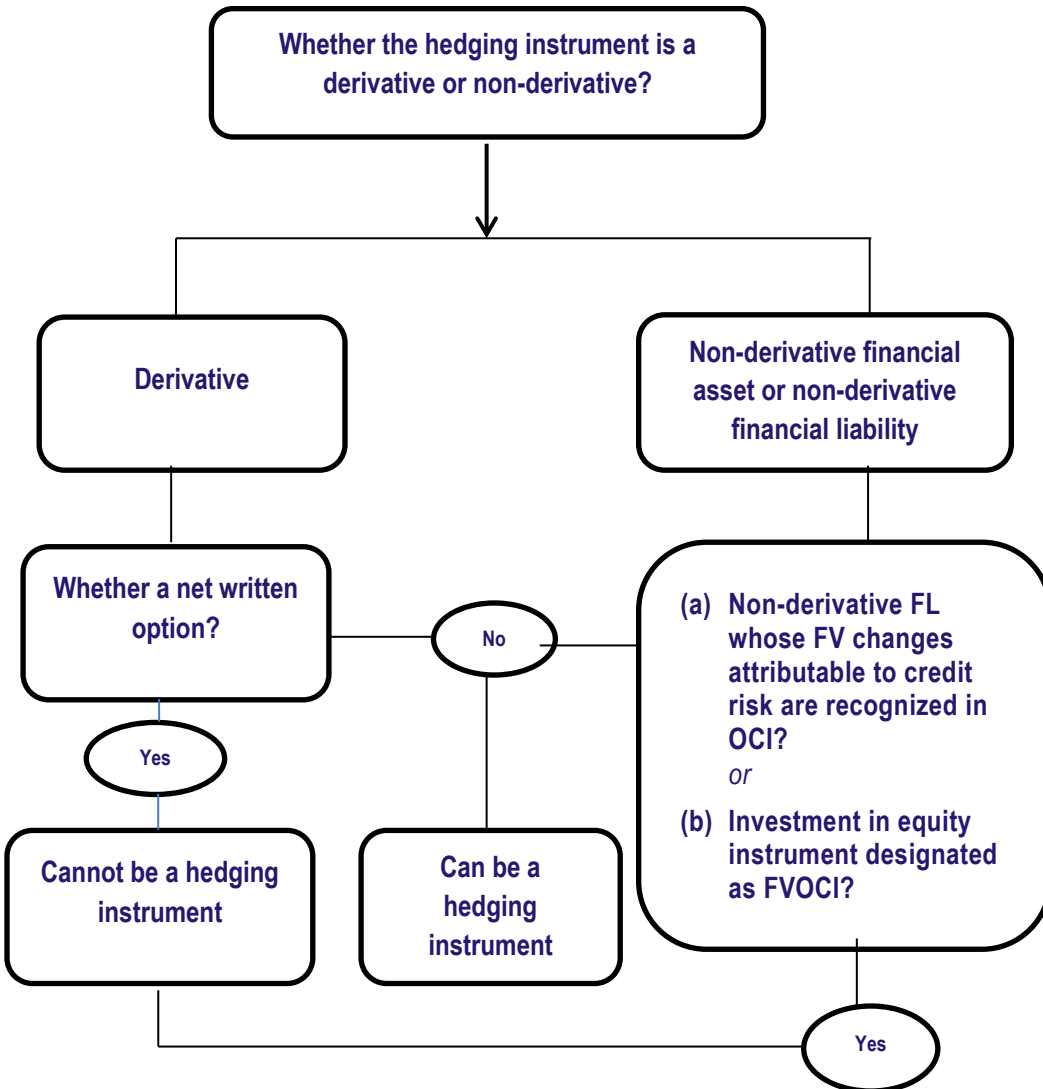 Whether the hedging instrument is a
derivative or non-derivative?
Derivative
Non-derivative financial
asset or non-derivative
financial liability
Whether a net written
option?
No
(a) Non-derivative FL
whose FV changes
attributable to credit
risk are recognized in
OCI?
or
(b) Investment in equity
instrument designated
as FVOCI?
Yes
Cannot be a hedging
instrument
Can be a
hedging
instrument
Yes